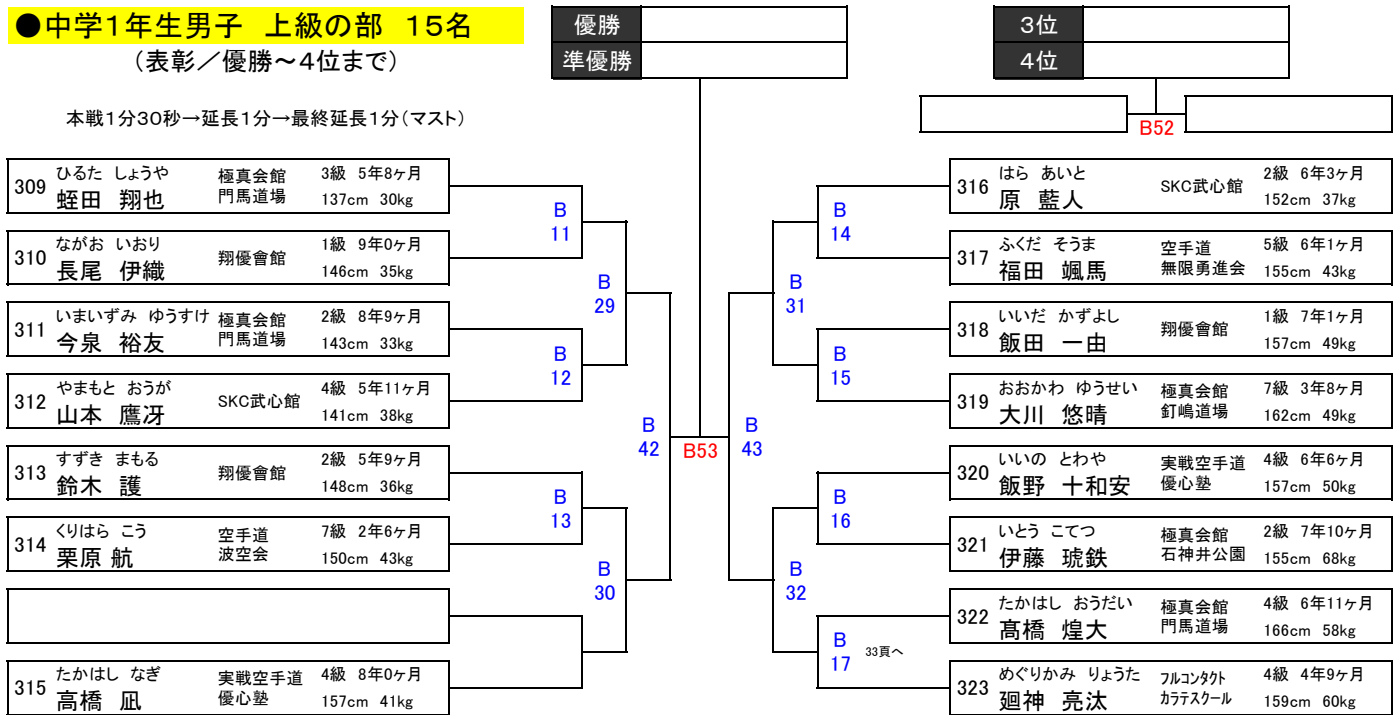 ●中学1年生男子 上級の部 15名
(表彰／優勝～4位まで)
本戦1分30秒→延長1分→最終延長1分(マスト)
優勝
準優勝
3位
4位
B52
309 ひるた しょうや 極真会館 3級 5年8ヶ月
蛭田 翔也 門馬道場 137cm 30kg
310 ながお いおり 翔優會館 1級 9年0ヶ月
長尾 伊織 146cm 35kg
311 いまいずみ ゆうすけ 極真会館 2級 8年9ヶ月
今泉 裕友 門馬道場 143cm 33kg
312 やまもと おうが SKC武心館 4級 5年11ヶ月
山本 鷹冴 141cm 38kg
313 すずき まもる 翔優會館 2級 5年9ヶ月
鈴木 護 148cm 36kg
314 くりはら こう 空手道 7級 2年6ヶ月
栗原 航 波空会 150cm 43kg
315 たかはし なぎ 実戦空手道 4級 8年0ヶ月
高橋 凪 優心塾 157cm 41kg
B
11
B
12
B
13
B
29
B
30
B
42
B53
B
43
B
31
B
32
B
14
B
15
B
16
B
17
33頁へ
316 はら あいと SKC武心館 2級 6年3ヶ月
原 藍人 152cm 37kg
317 ふくだ そうま 空手道 5級 6年1ヶ月
福田 颯馬 無限勇進会 155cm 43kg
318 いいだ かずよし 翔優會館 1級 7年1ヶ月
飯田 一由 157cm 49kg
319 おおかわ ゆうせい 極真会館 7級 3年8ヶ月
大川 悠晴 釘嶋道場 162cm 49kg
320 いいの とわや 実戦空手道 4級 6年6ヶ月
飯野 十和安 優心塾 157cm 50kg
321 いとう こてつ 極真会館 2級 7年10ヶ月
伊藤 琥鉄 石神井公園 155cm 68kg
322 たかはし おうだい 極真会館 4級 6年11ヶ月
髙橋 煌大 門馬道場 166cm 58kg
323 めぐりかみ りょうた フルコンタクト 4級 4年9ヶ月
廻神 亮汰 カラテスクール 159cm 60kg